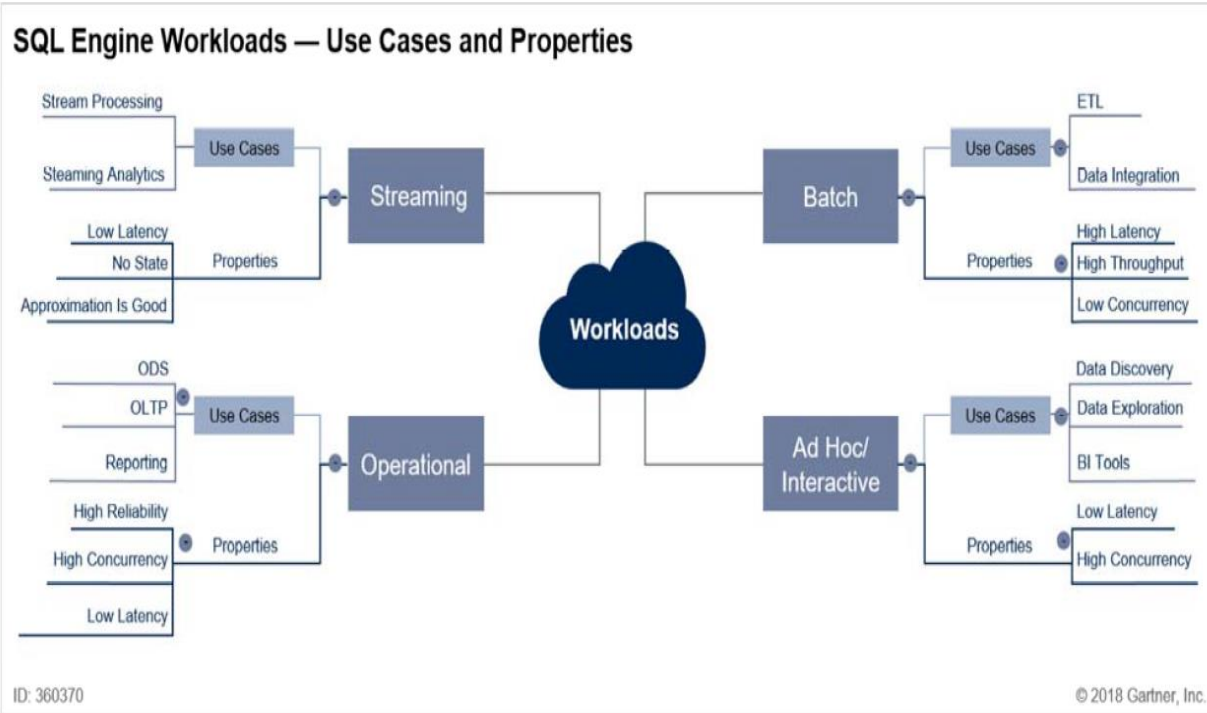 SQL Engine Workloads — Use Cases and Properties
Stream Processing
Use Cases
Steaming Analytics
Streaming
Low Latency
No State
Properties
Approximation Is Good
ETL
Use Cases
Data Integration
Batch
High Latency
Properties
High Throughput
Low Concurrency
Workloads
ODS
OLTP
Use Cases
Reporting
Operational
High Reliability
High Concurrency
Properties
Low Latency
Data Discovery
Use Cases
Data Exploration
BI Tools
Ad Hoc/
Interactive
Low Latency
Properties
High Concurrency
ID: 360370
© 2018 Gartner, Inc.